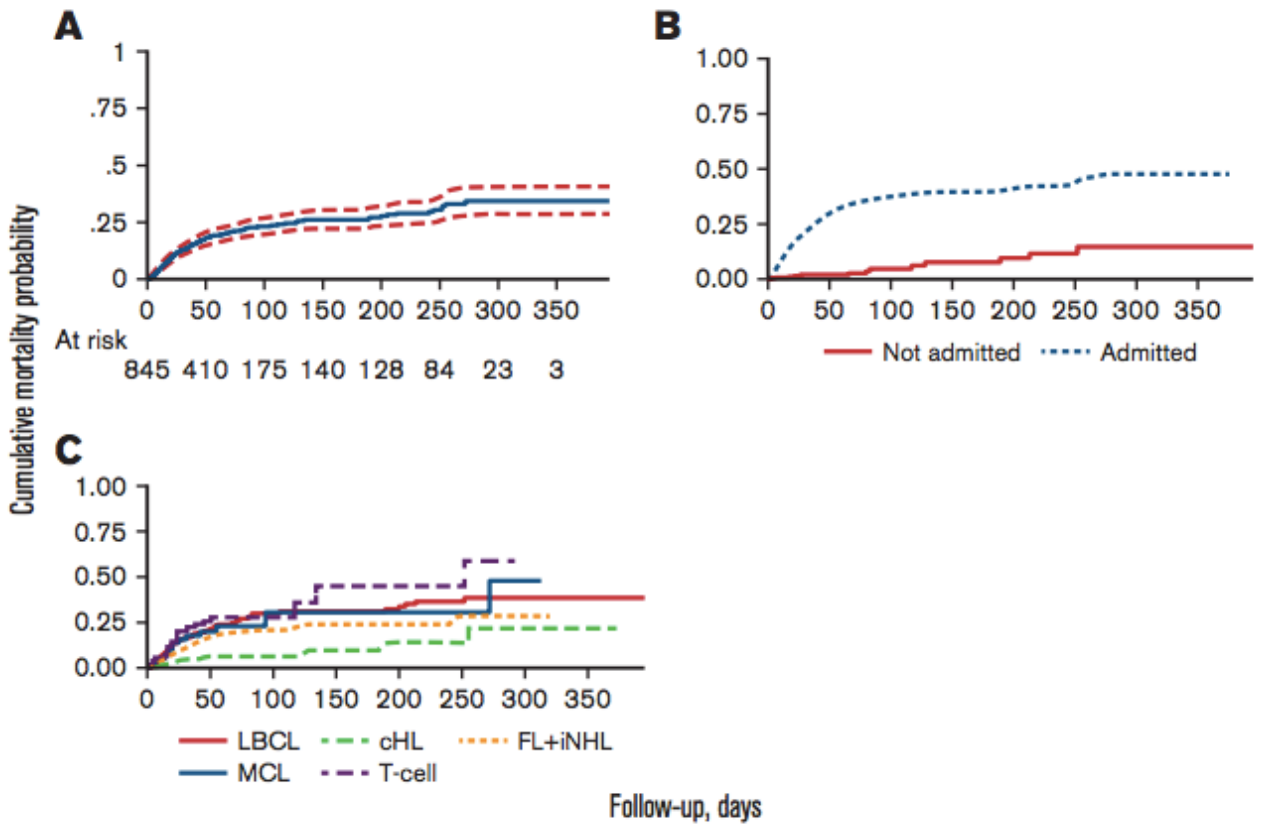 A
1
.75
.5
.25
0
0 50 100 150 200 250 300 350
At risk
845 410 175 140 128 84 23 3
B
1.00
0.75
0.50
0.25
0.00
0 50 100 150 200 250 300 350
Not admitted Admitted
Cumulative mortality probability
C
1.00
0.75
0.50
0.25
0.00
0 50 100 150 200 250 300 350
LBCL cHL FL+iNHL
MCL T-cell
Follow-up, days